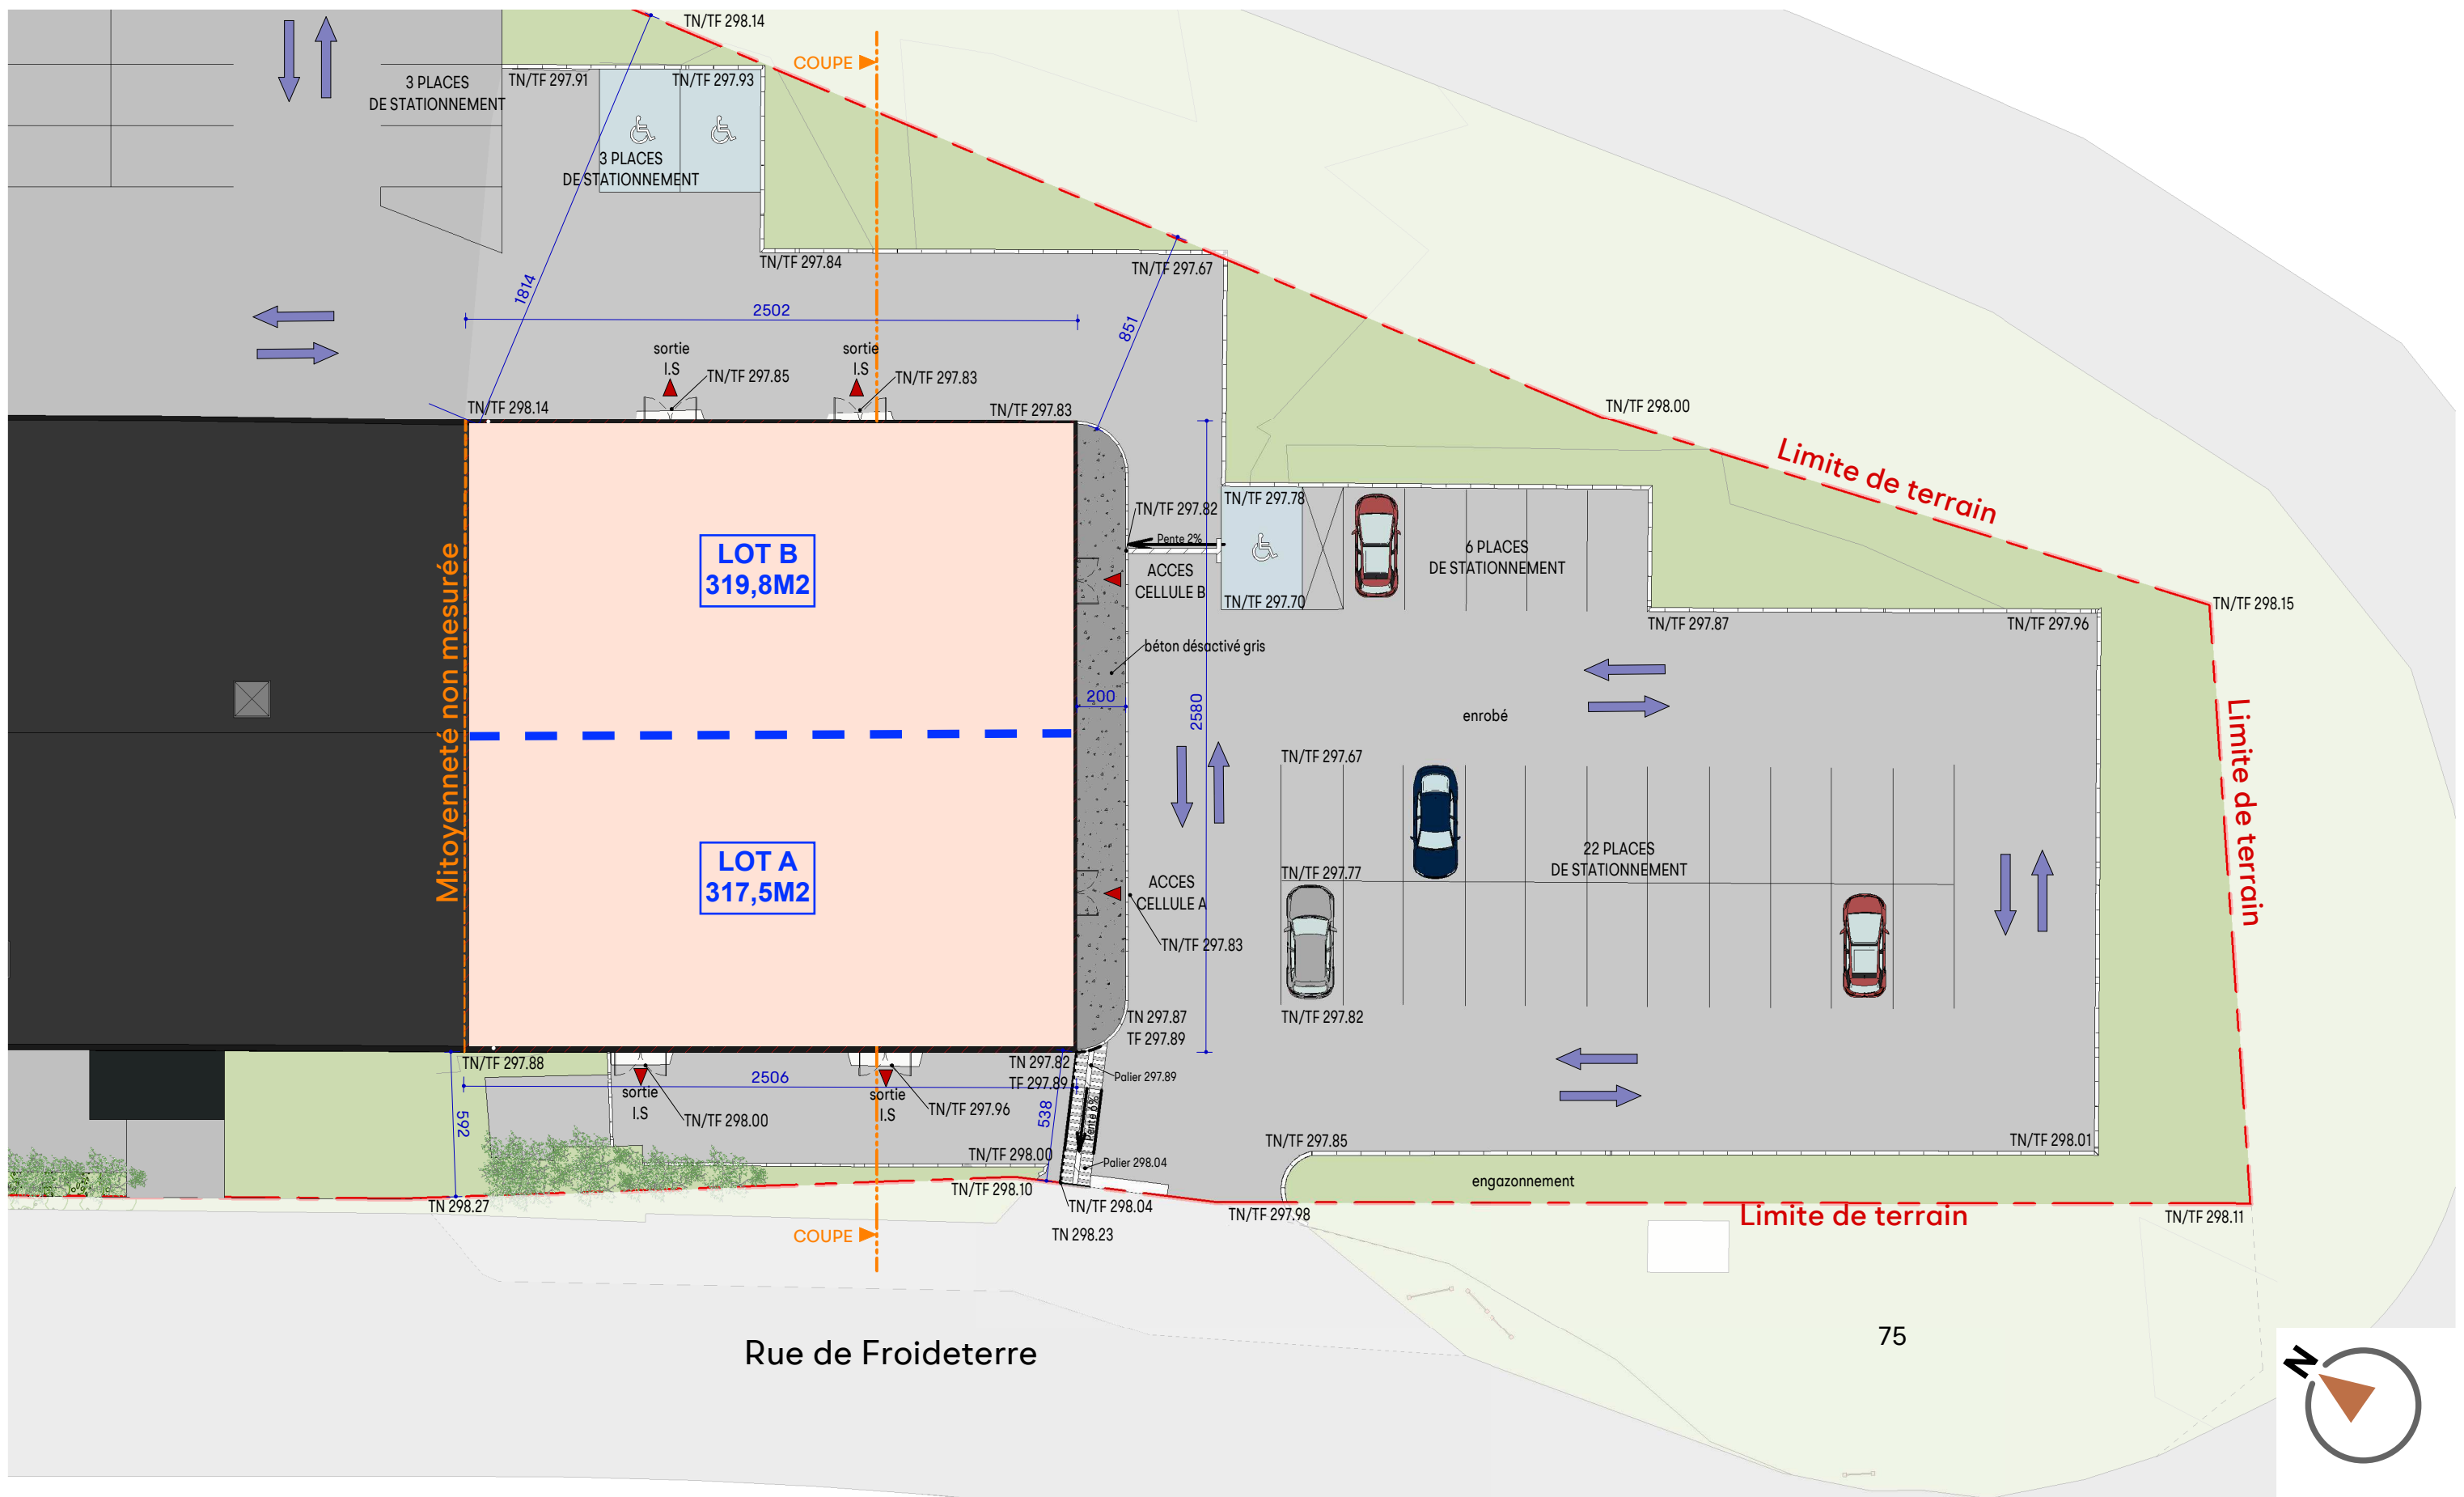 TN/TF 298.14
COUPE
3 PLACES
DE STATIONNEMENT
TN/TF 297.91
TN/TF 297.93
3 PLACES
DE STATIONNEMENT
TN/TF 297.84
TN/TF 297.67
1814
2502
851
sortie
I.S
TN/TF 297.85
sortie
I.S
TN/TF 297.83
TN/TF 298.14
TN/TF 297.83
TN/TF 298.00
Limite de terrain
TN/TF 297.78
TN/TF 297.82
Pente 2%
LOT B
319,8M2
ACCES
CELLULE B
6 PLACES
DE STATIONNEMENT
TN/TF 297.70
TN/TF 298.15
TN/TF 297.87
TN/TF 297.96
béton désactivé gris
Mitoyenneté non mesurée
200
2580
enrobé
Limite de terrain
TN/TF 297.67
22 PLACES
DE STATIONNEMENT
TN/TF 297.77
LOT A
317,5M2
ACCES
CELLULE A
TN/TF 297.83
TN 297.87
TF 297.89
TN/TF 297.82
TN/TF 297.88
TN 297.82
TF 297.89
Palier 297.89
2506
sortie
I.S
TN/TF 298.00
sortie
I.S
TN/TF 297.96
592
538
Pente 6%
TN/TF 297.85
TN/TF 298.01
TN/TF 298.00
Palier 298.04
engazonnement
TN/TF 298.10
TN 298.27
TN/TF 298.04
TN/TF 297.98
Limite de terrain
TN/TF 298.11
TN 298.23
COUPE
Rue de Froideterre
75
N